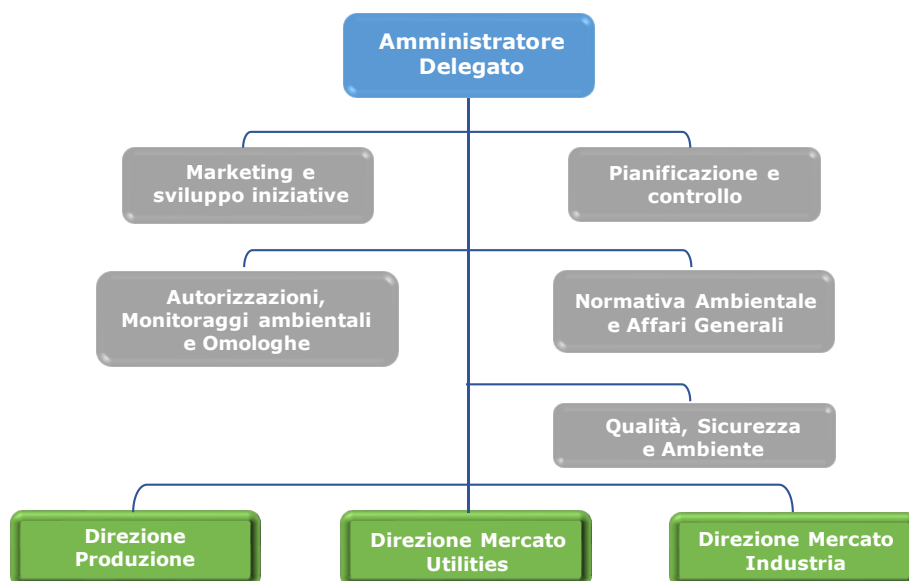 Amministratore
Delegato
Marketing e
sviluppo iniziative
Pianificazione e
controllo
Autorizzazioni,
Monitoraggi ambientali
e Omologhe
Normativa Ambientale
e Affari Generali
Qualità, Sicurezza
e Ambiente
Direzione
Produzione
Direzione Mercato
Utilities
Direzione Mercato
Industria